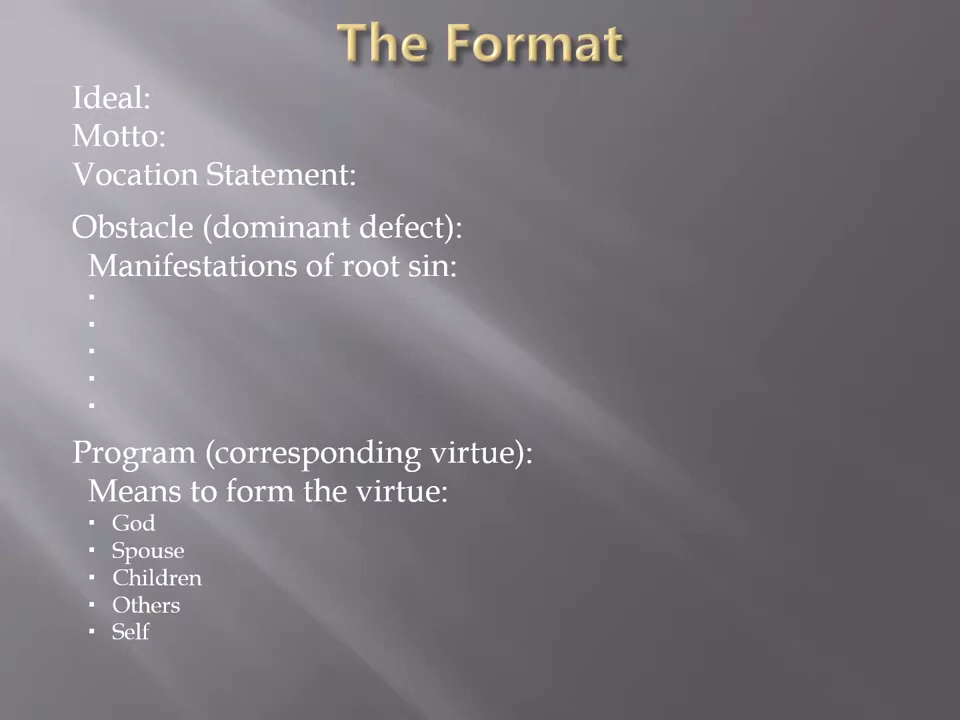 The Format
Ideal:
Motto:
Vocation Statement:
Obstacle (dominant defect):
Manifestations of root sin:
▪
▪
▪
▪
▪
Program (corresponding virtue):
Means to form the virtue:
▪ God
▪ Spouse
▪ Children
▪ Others
▪ Self